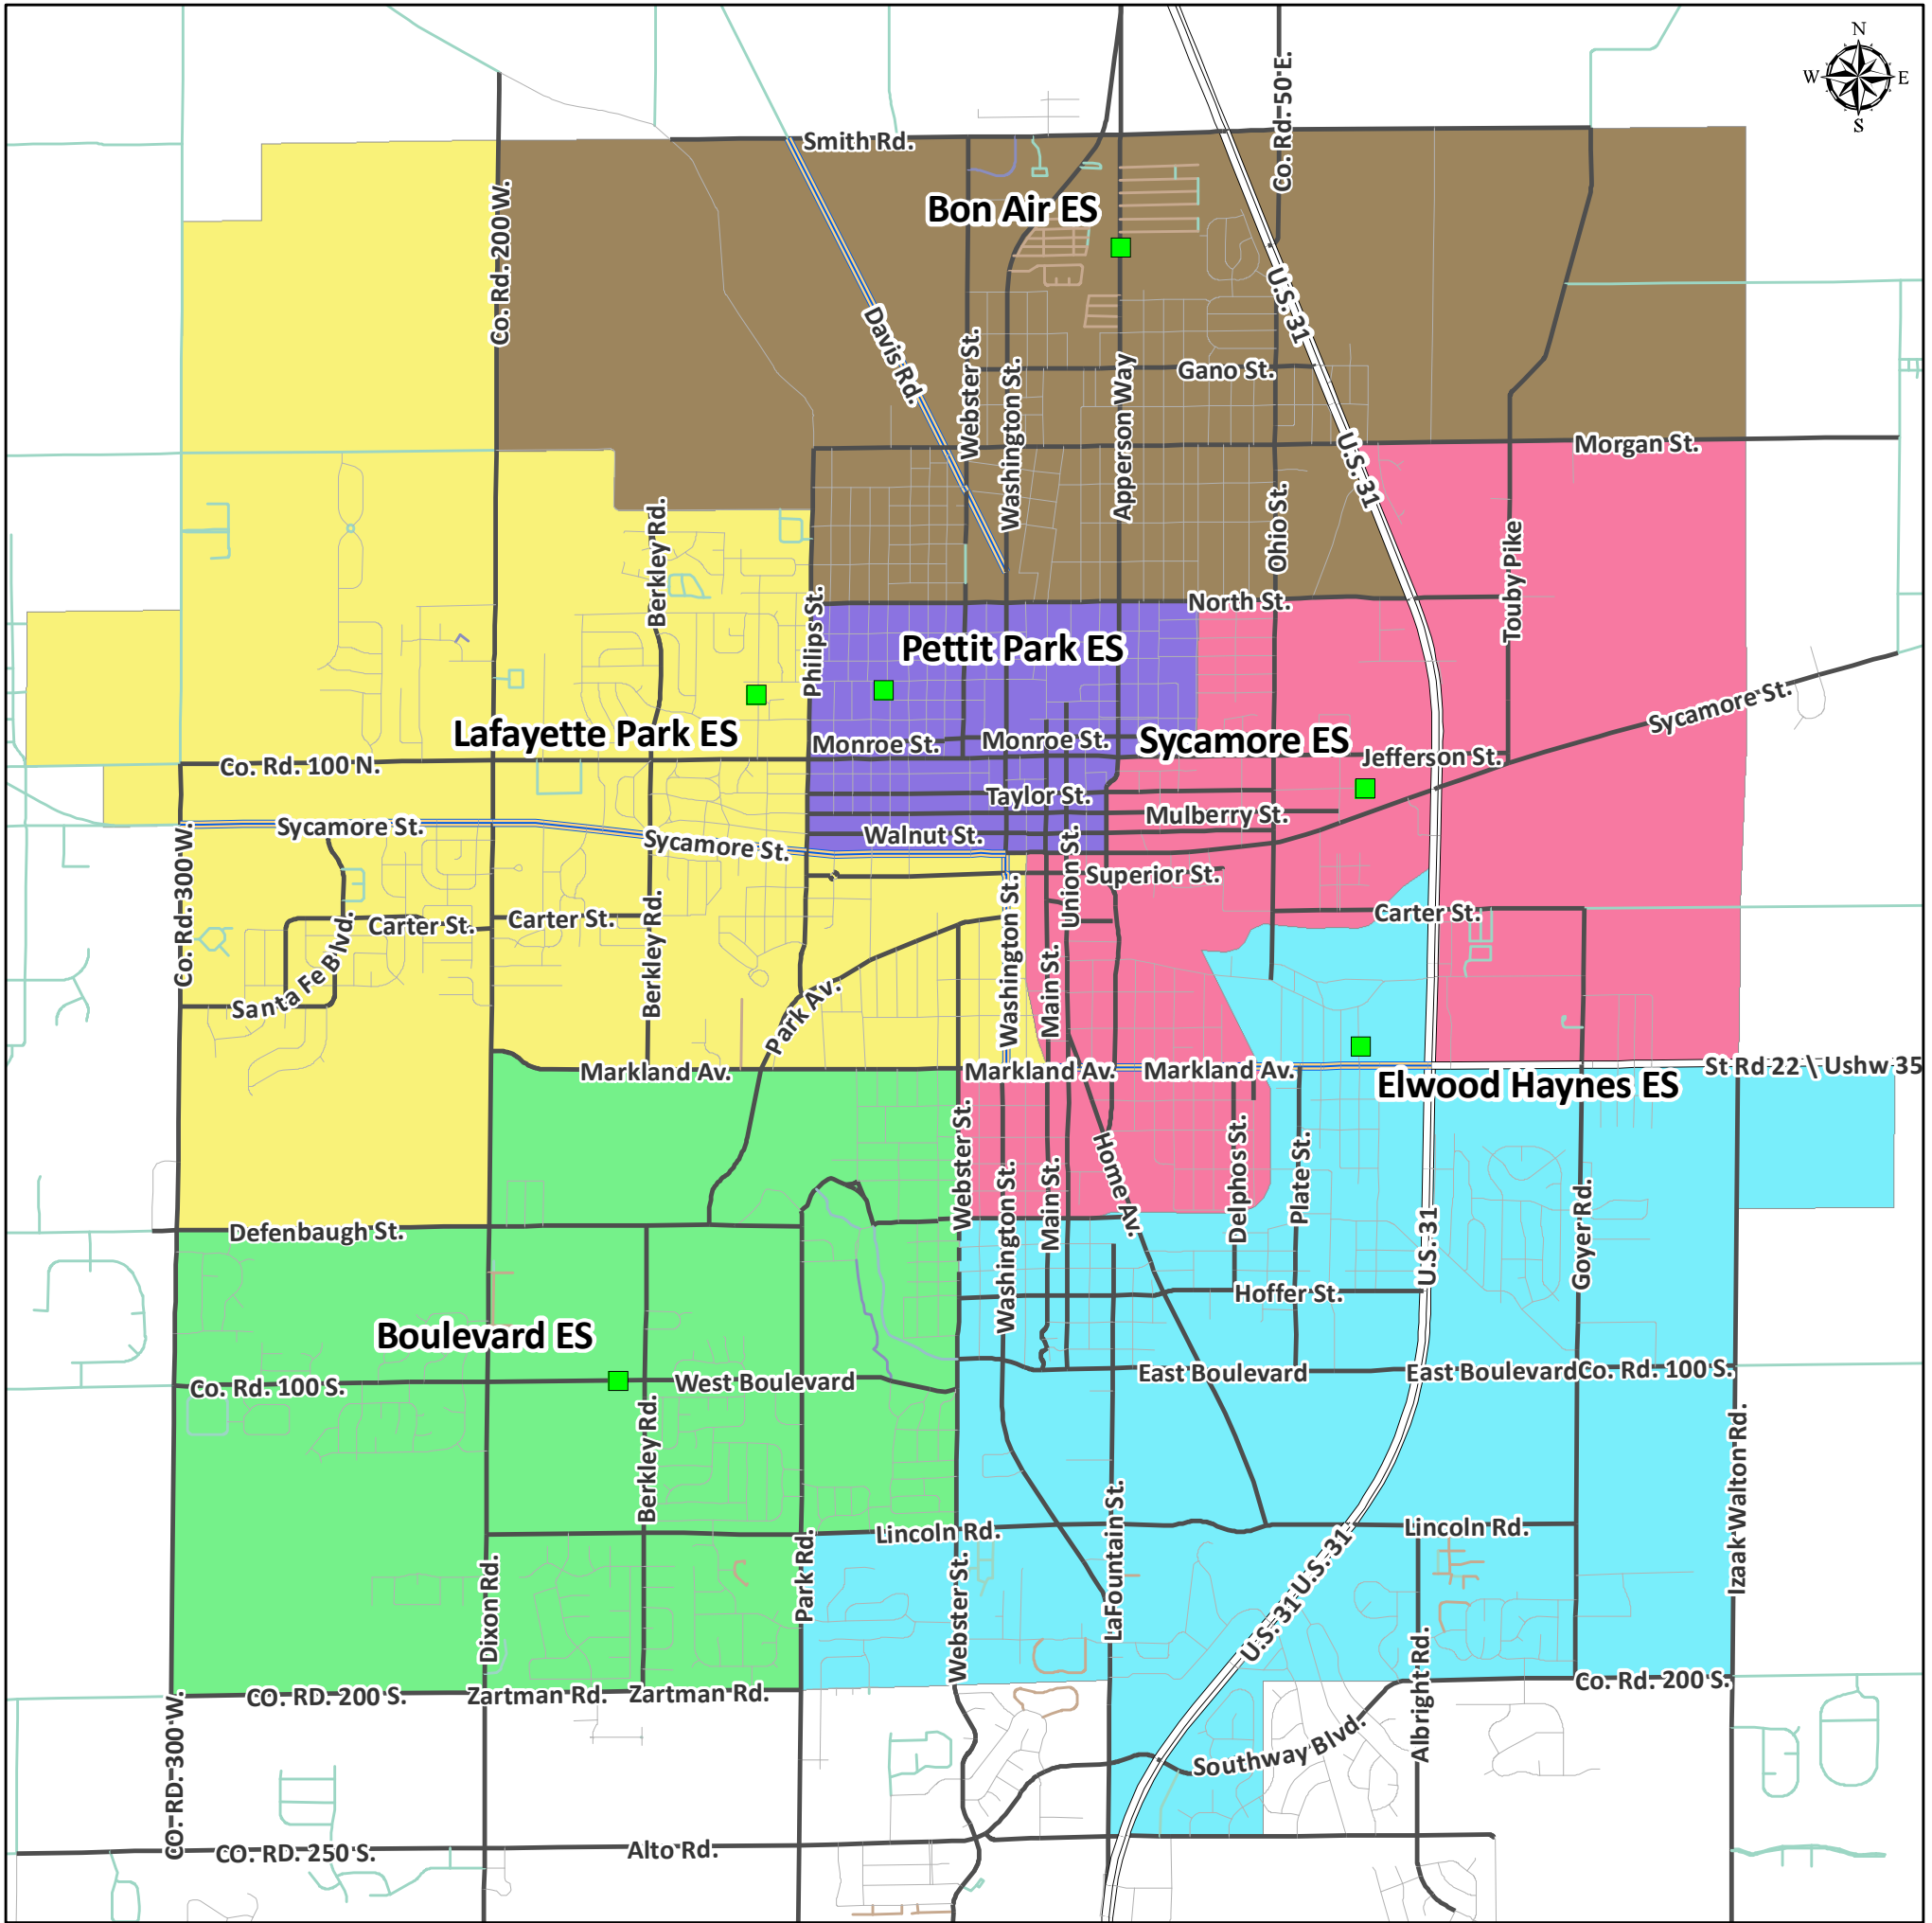 N
W
E
S
Co. Rd. 50 E.
Smith Rd.
Bon Air ES
Co. Rd. 200 W.
U.S. 31
Davis Rd.
Webster St.
Washington St.
Apperson Way
Gano St.
U.S. 31
Morgan St.
Ohio St.
Berkley Rd.
Touby Pike
Philips St.
North St.
Pettit Park ES
Sycamore St.
Lafayette Park ES
Monroe St.
Monroe St.
Sycamore ES
Jefferson St.
Co. Rd. 100 N.
Taylor St.
Mulberry St.
Sycamore St.
Sycamore St.
Walnut St.
Union St.
Superior St.
Co. Rd. 300 W.
Carter St.
Carter St.
Carter St.
Santa Fe Blvd.
Berkley Rd.
Washington St.
Main St.
Park Av.
Markland Av.
Markland Av.
Markland Av.
St Rd 22 \ Ushw 35
Elwood Haynes ES
Webster St.
Home Av.
Delphos St.
Plate St.
Washington St.
Main St.
Goyer Rd.
U.S. 31
Defenbaugh St.
Hoffer St.
Boulevard ES
Co. Rd. 100 S.
West Boulevard
East Boulevard
East Boulevard
Co. Rd. 100 S.
Berkley Rd.
Izaak Walton Rd.
LaFountain St.
Lincoln Rd.
Lincoln Rd.
Dixon Rd.
Park Rd.
Webster St.
U.S. 31
U.S. 31
Albright Rd.
CO. RD. 200 S.
Zartman Rd.
Zartman Rd.
Co. Rd. 200 S.
CO. RD. 300 W.
Southway Blvd.
CO. RD. 250 S.
Alto Rd.